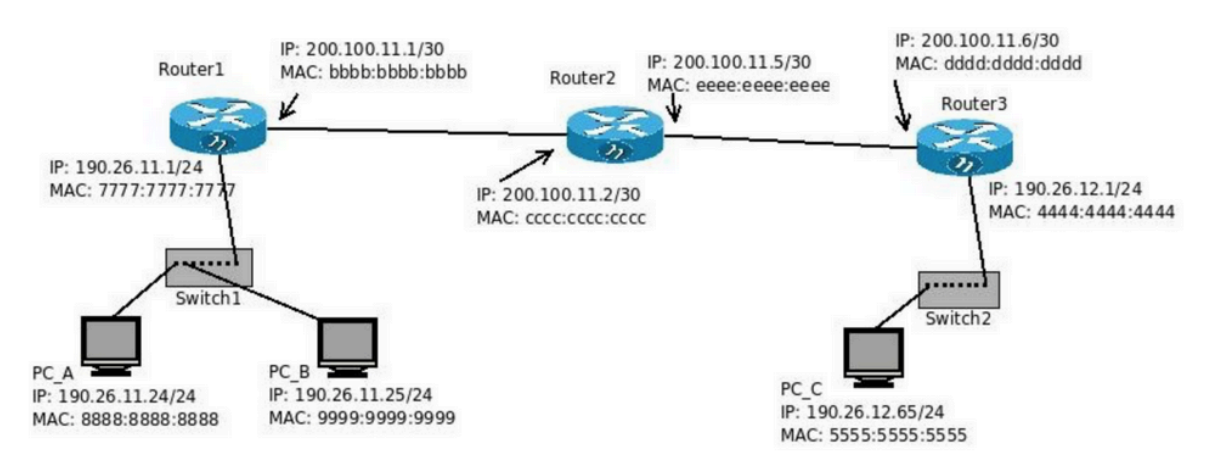 Router1
IP: 200.100.11.1/30
MAC: bbbb:bbbb:bbbb
Router2
IP: 200.100.11.5/30
MAC: eeee:eeee:eeee
IP: 200.100.11.6/30
MAC: dddd:dddd:dddd
Router3
IP: 190.26.11.1/24
MAC: 7777:7777:7777
IP: 200.100.11.2/30
MAC: cccc:cccc:cccc
IP: 190.26.12.1/24
MAC: 4444:4444:4444
Switch1
Switch2
PC_A
IP: 190.26.11.24/24
MAC: 8888:8888:8888
PC_B
IP: 190.26.11.25/24
MAC: 9999:9999:9999
PC_C
IP: 190.26.12.65/24
MAC: 5555:5555:5555